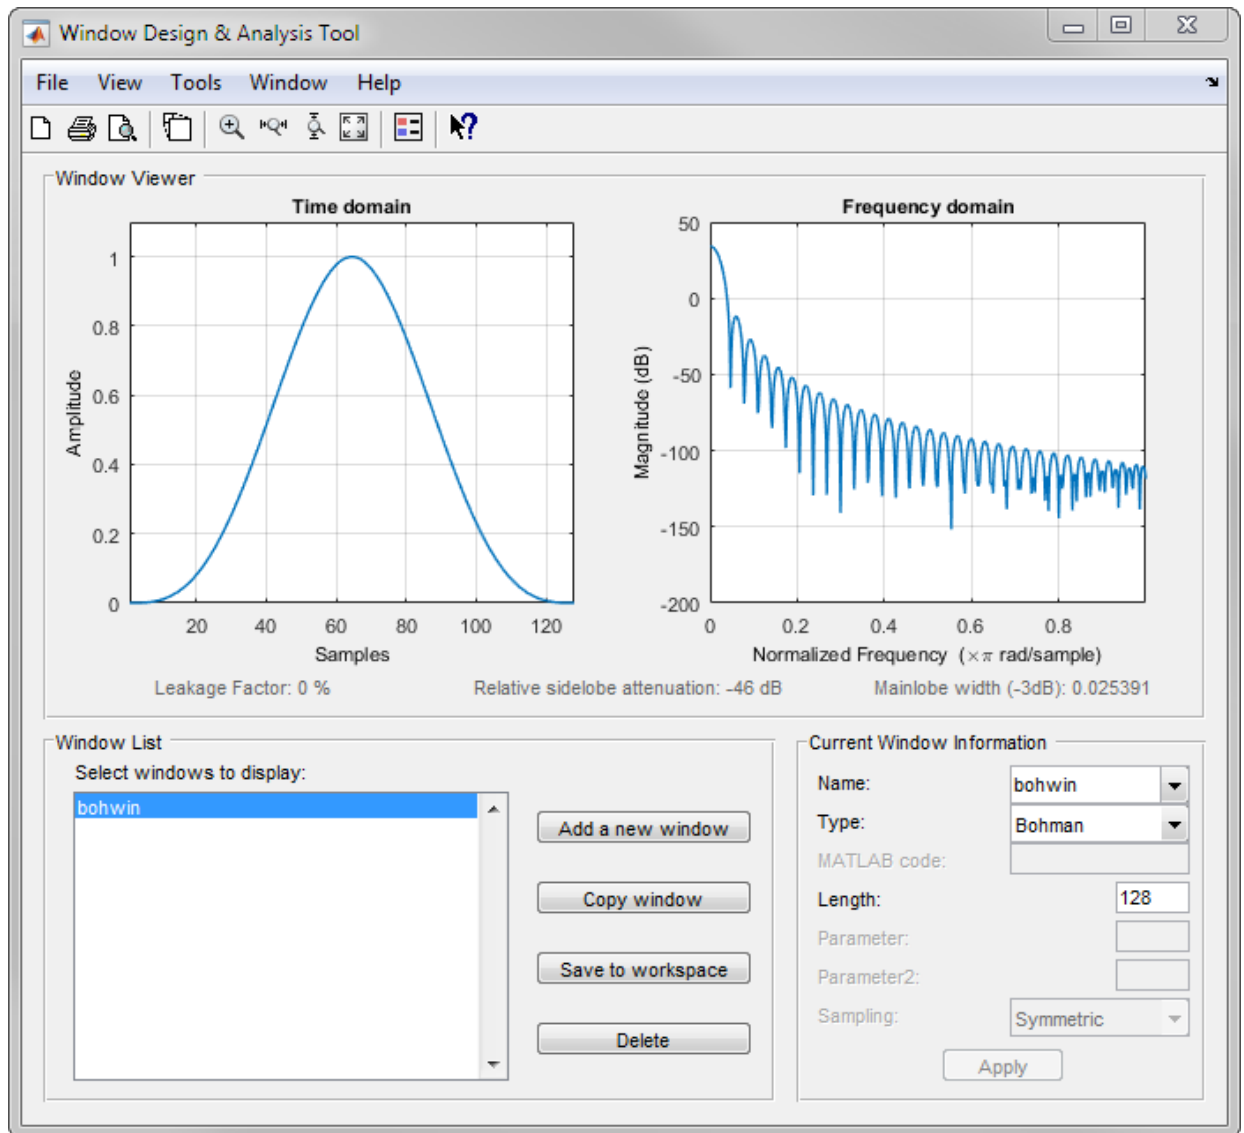 Window Design & Analysis Tool
File View Tools Window Help
Window Viewer
Time domain
1
0.8
0.6
0.4
0.2
0
Amplitude
20 40 60 80 100 120
Samples
Frequency domain
50
0
-50
-100
-150
-200
Magnitude (dB)
0 0.2 0.4 0.6 0.8
Normalized Frequency (×π rad/sample)
Leakage Factor: 0 % Relative sidelobe attenuation: -46 dB Mainlobe width (-3dB): 0.025391
Window List
Select windows to display:
bohwin
Add a new window
Copy window
Save to workspace
Delete
Current Window Information
Name: bohwin
Type: Bohman
MATLAB code:
Length: 128
Parameter:
Parameter2:
Sampling: Symmetric
Apply